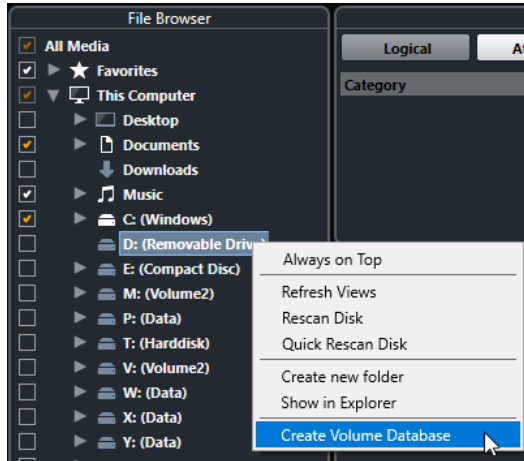 File Browser
All Media
Favorites
This Computer
Desktop
Documents
Downloads
Music
C: (Windows)
D: (Removable Drive)
E: (Compact Disc)
M: (Volume2)
P: (Data)
T: (Harddisk)
V: (Volume2)
W: (Data)
X: (Data)
Y: (Data)
Logical
Category
Always on Top
Refresh Views
Rescan Disk
Quick Rescan Disk
Create new folder
Show in Explorer
Create Volume Database